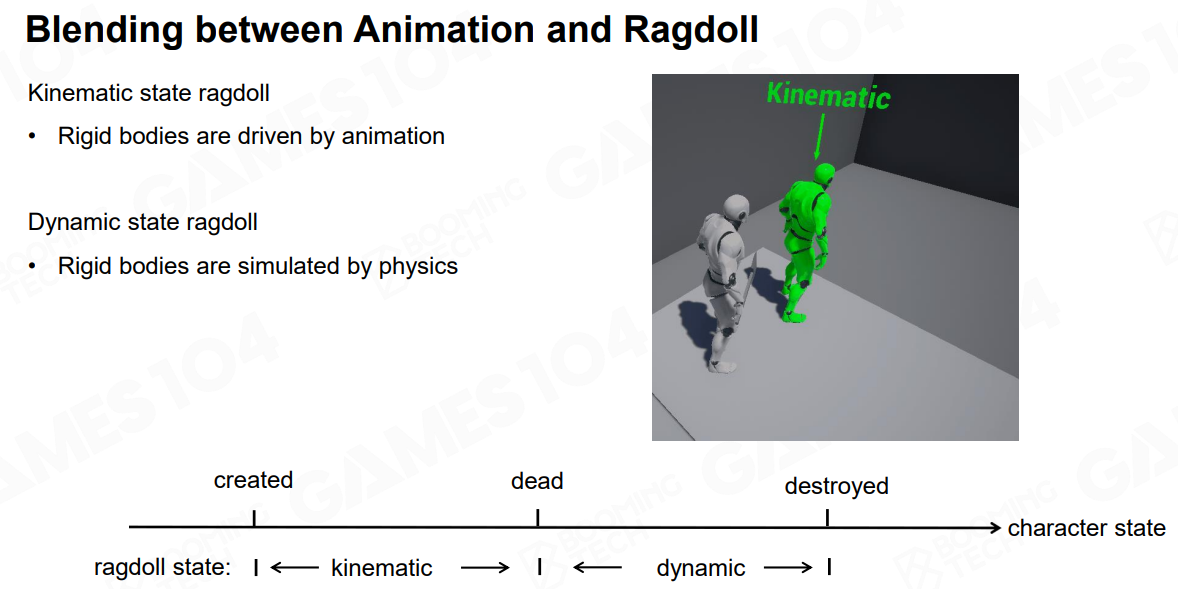 Blending between Animation and Ragdoll
Kinematic state ragdoll
• Rigid bodies are driven by animation
Dynamic state ragdoll
• Rigid bodies are simulated by physics
Kinematic
created
dead
destroyed
character state
ragdoll state:
kinematic
dynamic
GAMES104
BOOMING
TECH